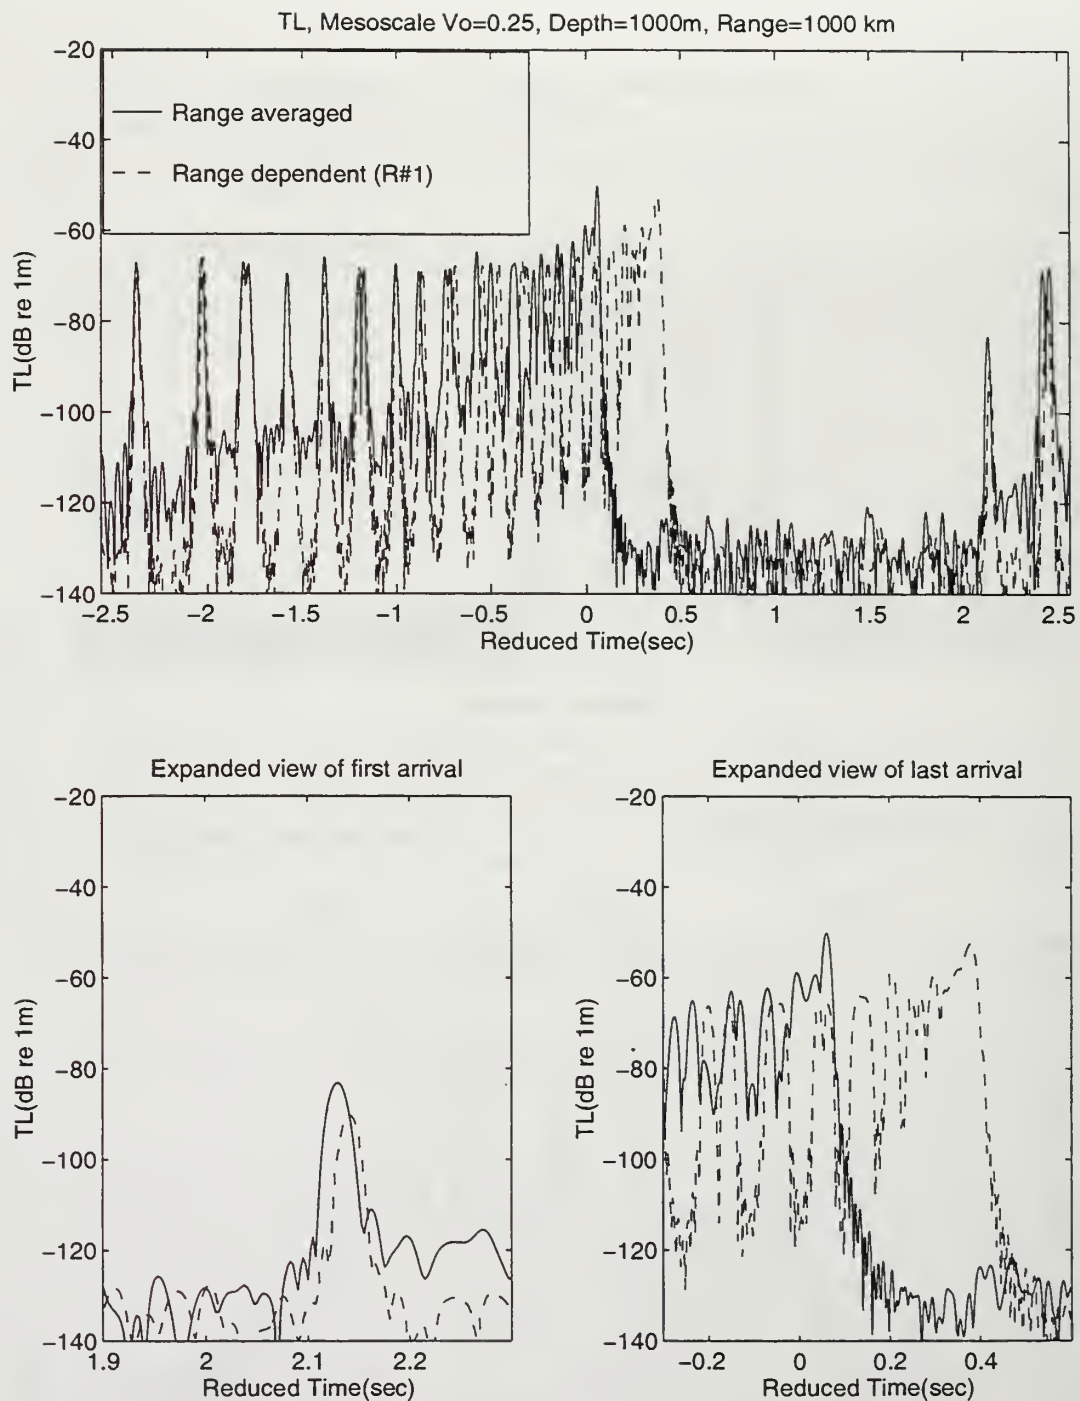 TL, Mesoscale Vo=0.25, Depth=1000m, Range=1000 km
−20
−40
−60
−80
−100
−120
−140
TL(dB re 1m)
Range averaged
Range dependent (R#1)
−2.5 −2 −1.5 −1 −0.5 0 0.5 1 1.5 2 2.5
Reduced Time(sec)
Expanded view of first arrival
−20
−40
−60
−80
−100
−120
−140
TL(dB re 1m)
1.9 2 2.1 2.2
Reduced Time(sec)
Expanded view of last arrival
−20
−40
−60
−80
−100
−120
−140
TL(dB re 1m)
−0.2 0 0.2 0.4
Reduced Time(sec)